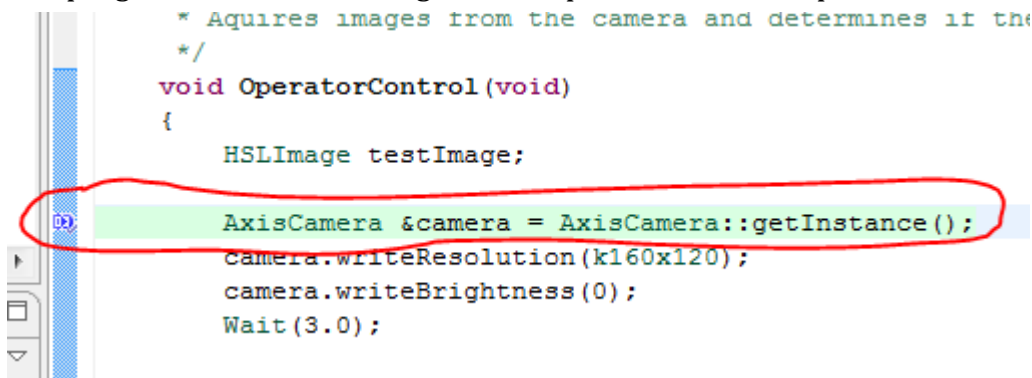 * Aquires images from the camera and determines if the
*/
void OperatorControl(void)
{
HSLImage testImage;
AxisCamera &camera = AxisCamera::getInstance();
camera.writeResolution(k160x120);
camera.writeBrightness(0);
Wait(3.0);